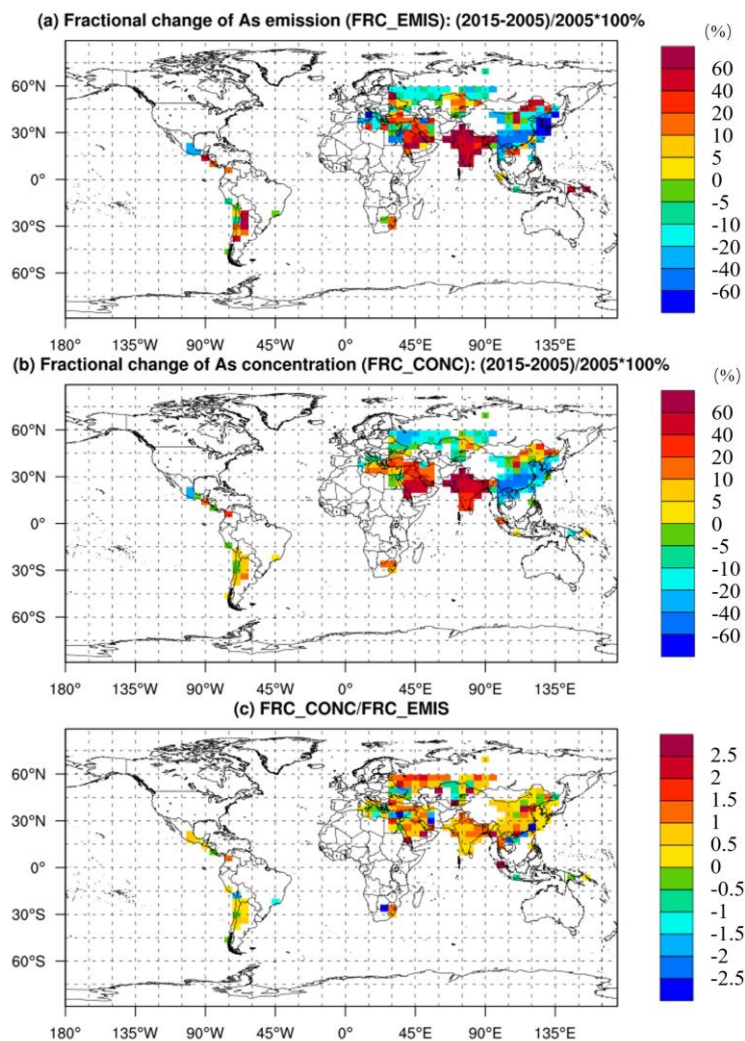 (a) Fractional change of As emission (FRC_EMIS): (2015-2005)/2005*100%
(%)
60°N
30°N
0°
30°S
60°S
180°
135°W
90°W
45°W
0°
45°E
90°E
135°E
60
40
20
10
5
0
-5
-10
-20
-40
-60
(b) Fractional change of As concentration (FRC_CONC): (2015-2005)/2005*100%
(%)
60°N
30°N
0°
30°S
60°S
180°
135°W
90°W
45°W
0°
45°E
90°E
135°E
60
40
20
10
5
0
-5
-10
-20
-40
-60
(c) FRC_CONC/FRC_EMIS
60°N
30°N
0°
30°S
60°S
180°
135°W
90°W
45°W
0°
45°E
90°E
135°E
2.5
2
1.5
1
0.5
0
-0.5
-1
-1.5
-2
-2.5